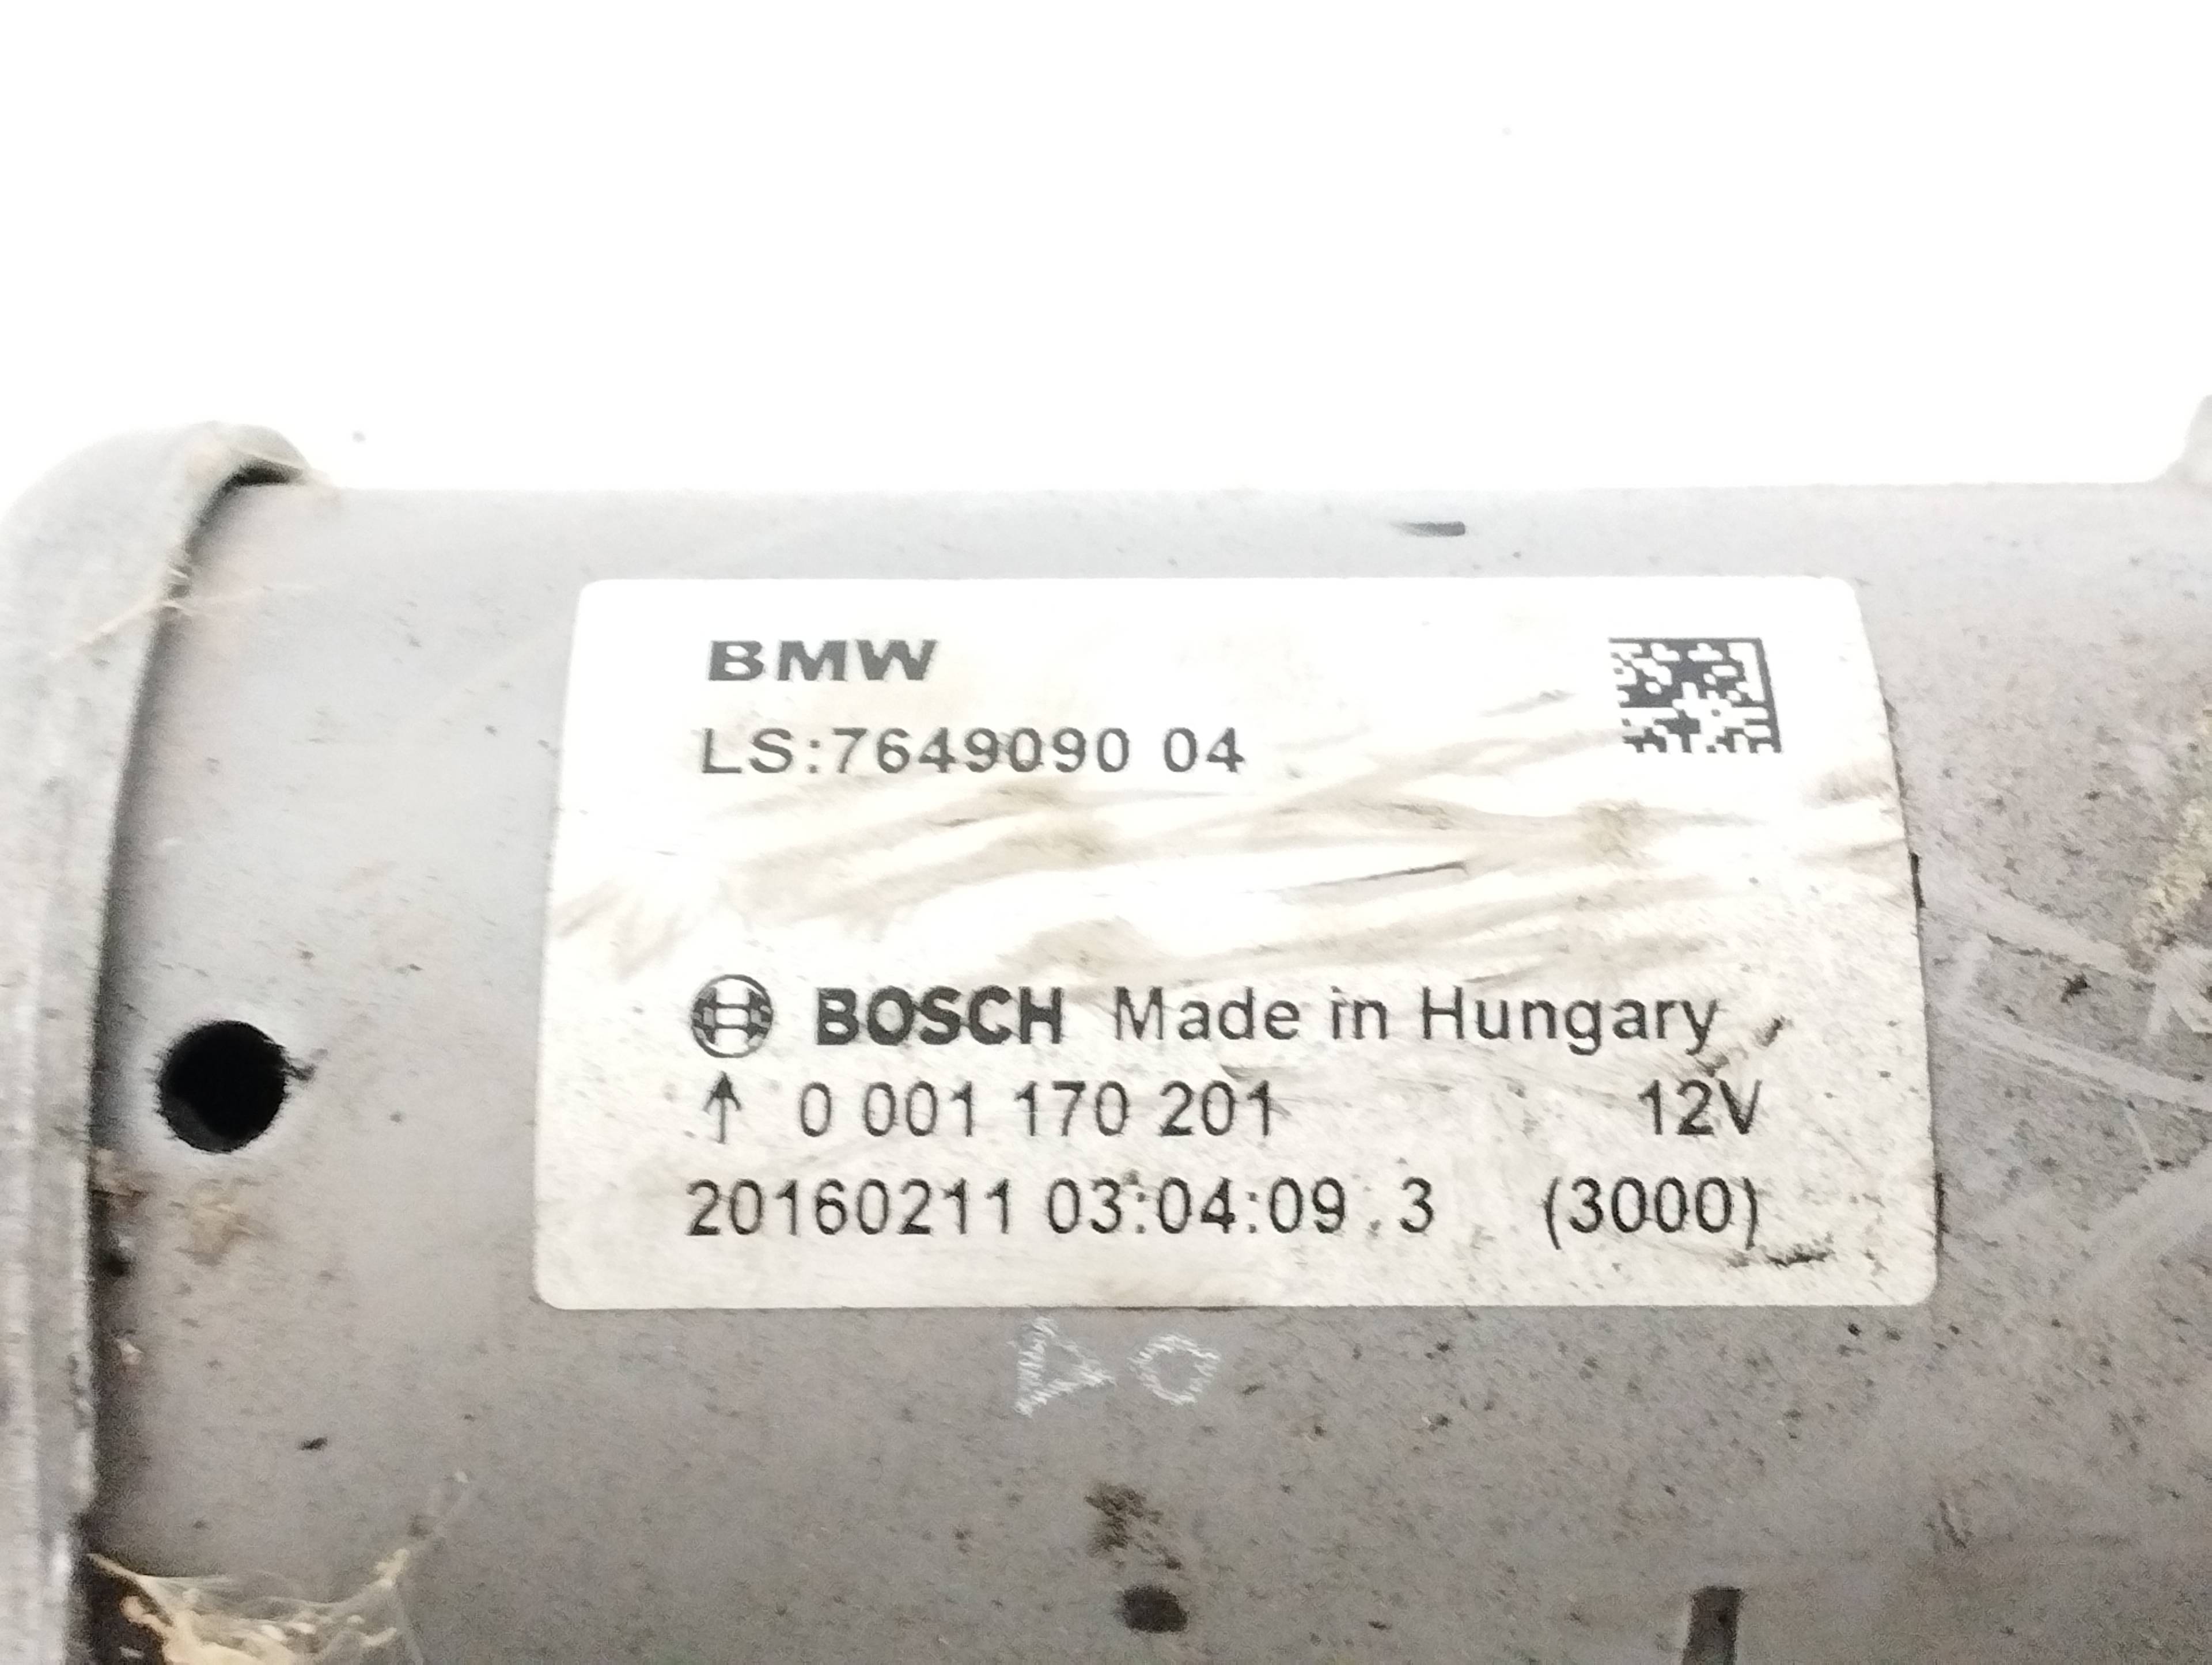 BMW
LS:7649090 04
BOSCH Made in Hungary
↑ 0 001 170 201 12V
20160211 03:04:09.3 (3000)